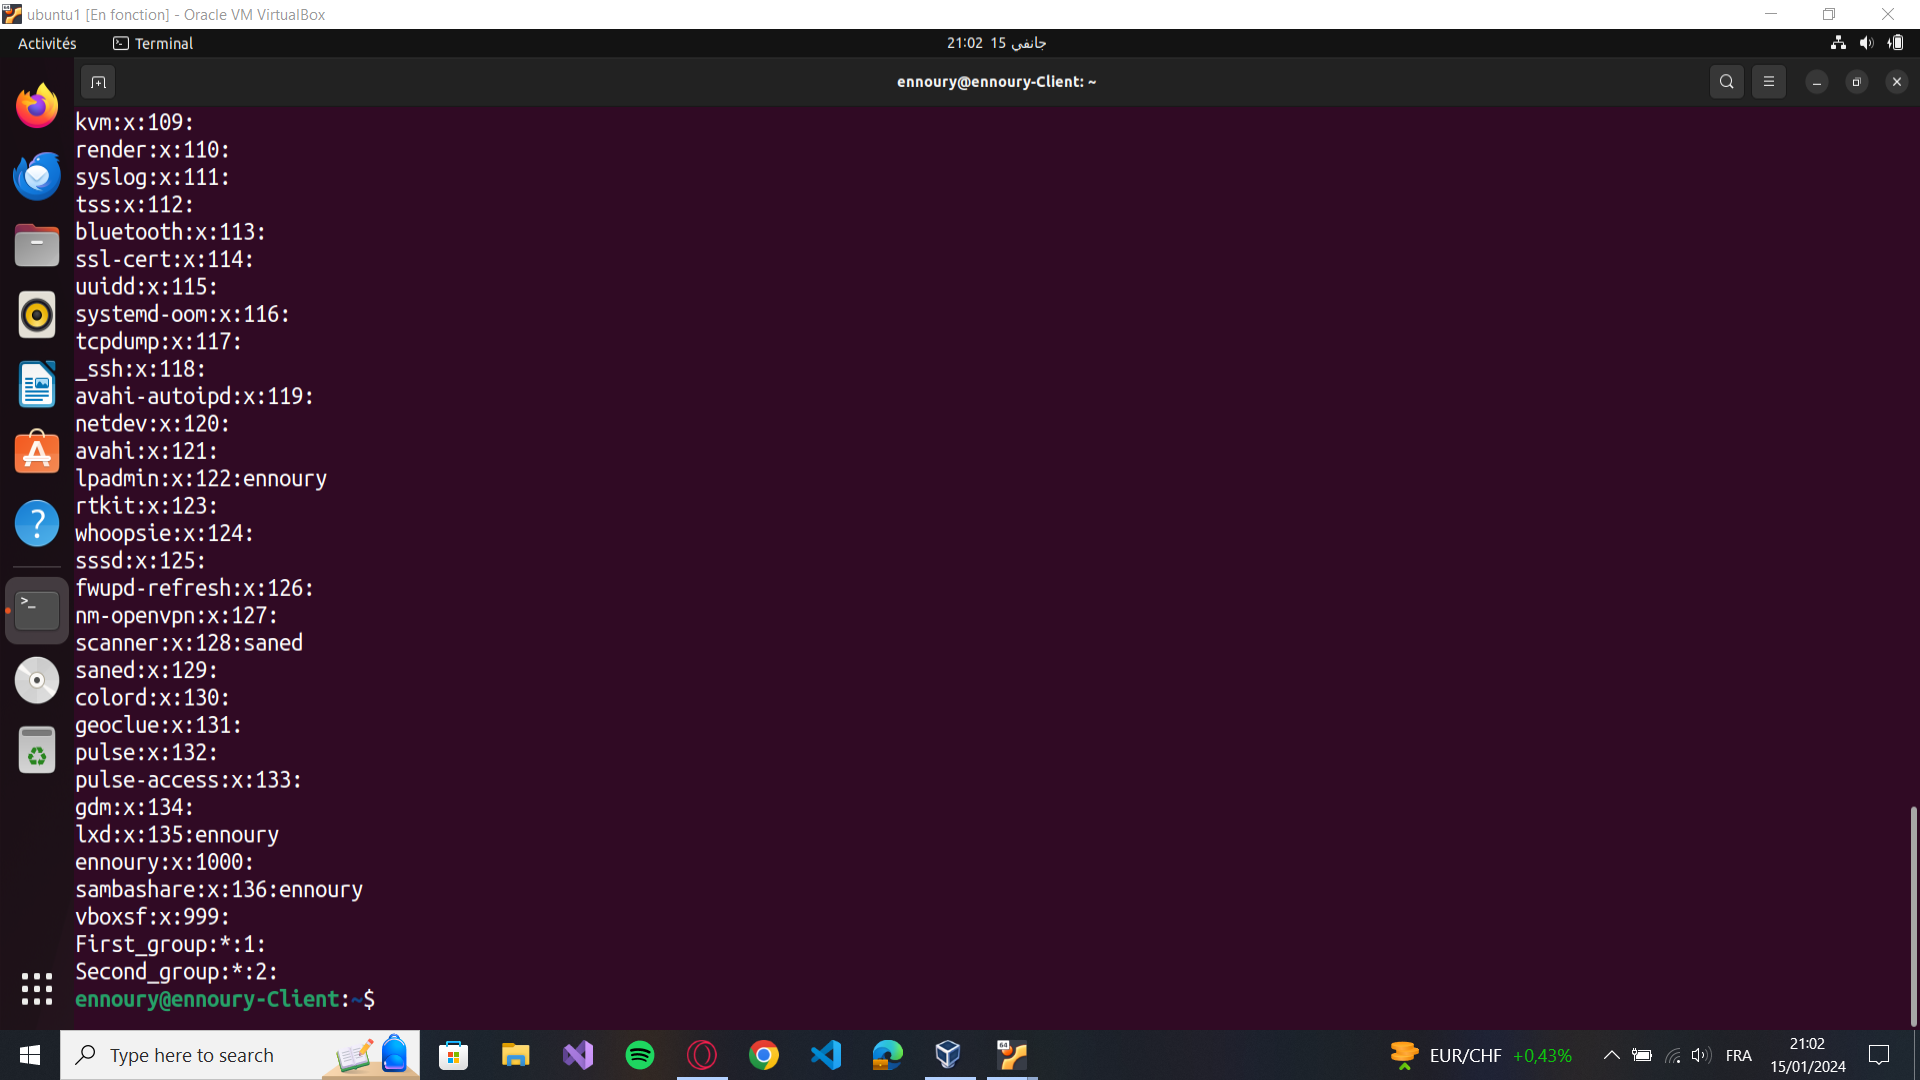 ubuntu1 [En fonction] - Oracle VM VirtualBox
Activités
Terminal
21:02 15 جانفي
ennoury@ennoury-Client: ~
kvm:x:109:
render:x:110:
syslog:x:111:
tss:x:112:
bluetooth:x:113:
ssl-cert:x:114:
uuidd:x:115:
systemd-oom:x:116:
tcpdump:x:117:
_ssh:x:118:
avahi-autoipd:x:119:
netdev:x:120:
avahi:x:121:
lpadmin:x:122:ennoury
rtkit:x:123:
whoopsie:x:124:
sssd:x:125:
fwupd-refresh:x:126:
nm-openvpn:x:127:
scanner:x:128:saned
saned:x:129:
colord:x:130:
geoclue:x:131:
pulse:x:132:
pulse-access:x:133:
gdm:x:134:
lxd:x:135:ennoury
ennoury:x:1000:
sambashare:x:136:ennoury
vboxsf:x:999:
First_group:*:1:
Second_group:*:2:
ennoury@ennoury-Client:~$
Type here to search
64
EUR/CHF +0,43%
FRA
21:02
15/01/2024